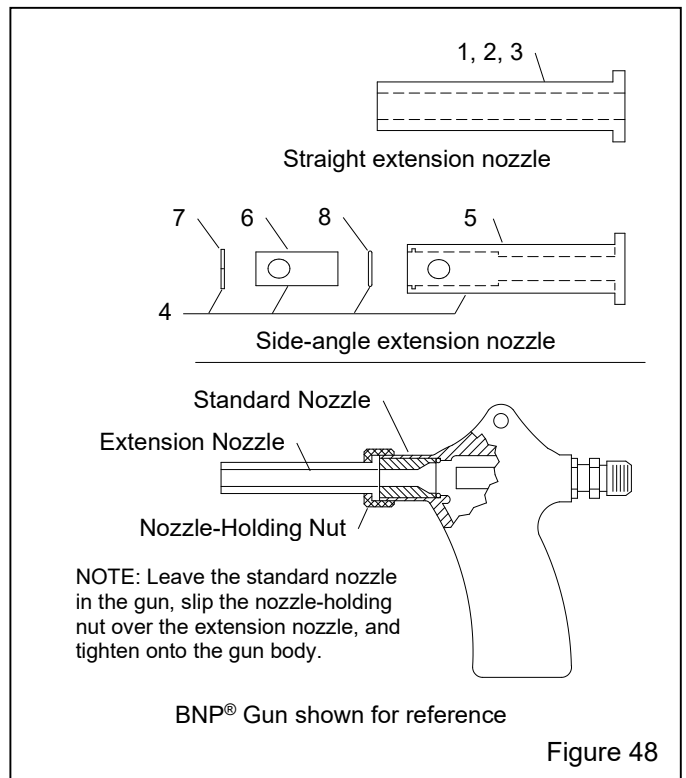 1, 2, 3
Straight extension nozzle
7
6
8
5
4
Side-angle extension nozzle
Standard Nozzle
Extension Nozzle
Nozzle-Holding Nut
NOTE: Leave the standard nozzle
in the gun, slip the nozzle-holding
nut over the extension nozzle, and
tighten onto the gun body.
BNP® Gun shown for reference
Figure 48